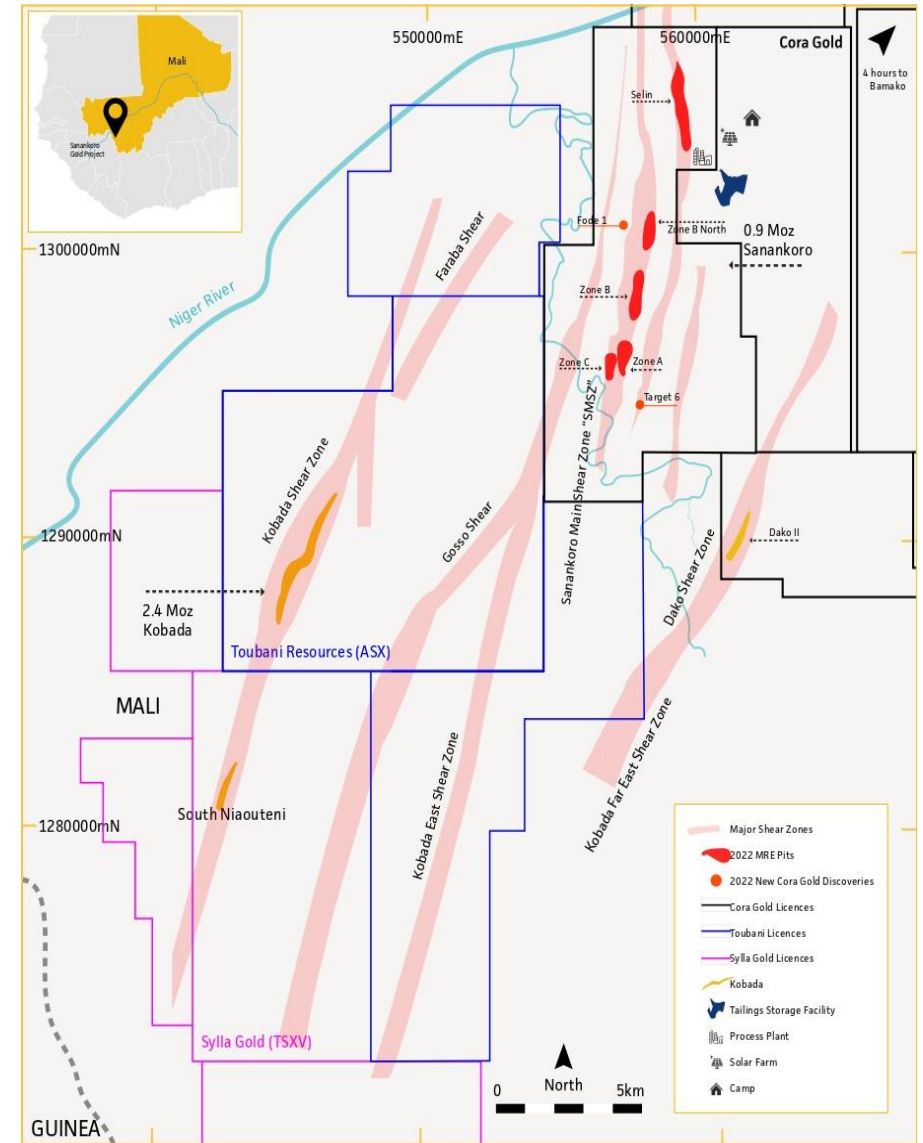 Mali
Sanankoro
Gold Project
550000mE
560000mE
Cora Gold
4 hours to
Bamako
Selin
Fode 1
Zone B North
1300000mN
0.9 Moz
Sanankoro
Niger River
Faraba Shear
Zone B
Zone C
Zone A
Target 6
Kobada Shear Zone
Gosso Shear
Sanankoro Main Shear Zone "SMSZ"
1290000mN
Dako II
Dako Shear Zone
2.4 Moz
Kobada
Toubani Resources (ASX)
MALI
South Niaouteni
Kobada East Shear Zone
Kobada Far East Shear Zone
1280000mN
Major Shear Zones
2022 MRE Pits
2022 New Cora Gold Discoveries
Cora Gold Licences
Toubani Licences
Sylla Gold Licences
Kobada
Tailings Storage Facility
Process Plant
Solar Farm
Camp
Sylla Gold (TSXV)
0
North
5km
GUINEA